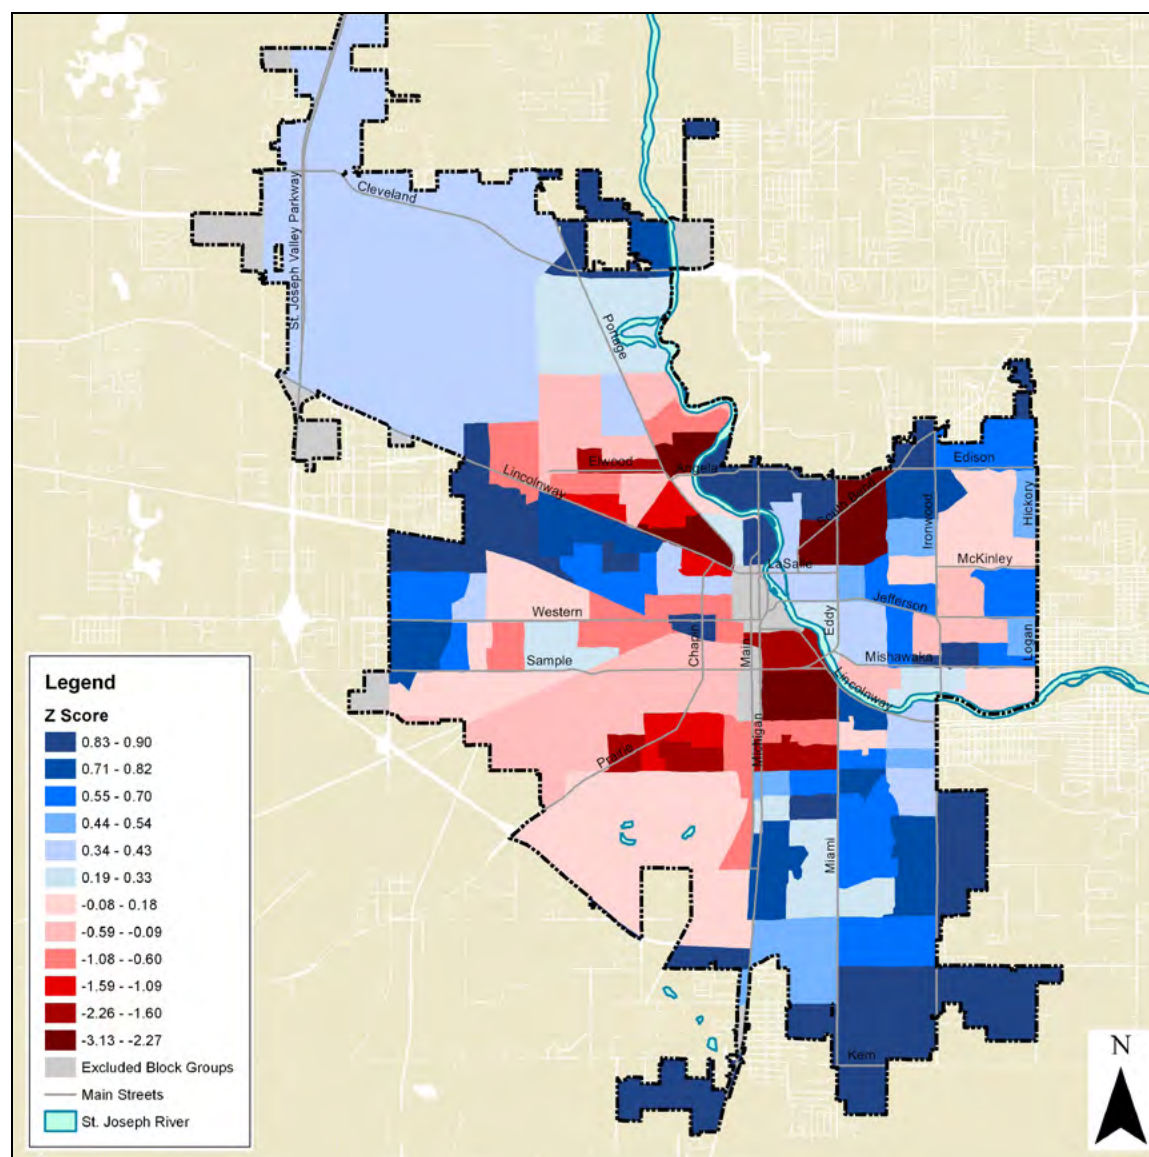 Cleveland
St. Joseph Valley Parkway
Portage
Elwood
Angela
Lincolnway
South Bend
Edison
Hickory
Ironwood
McKinley
LaSalle
Jefferson
Western
Eddy
Chapin
Main
Logan
Sample
Mishawaka
Lincolnway
Michigan
Prairie
Miami
Kern
Legend
Z Score
0.83 - 0.90
0.71 - 0.82
0.55 - 0.70
0.44 - 0.54
0.34 - 0.43
0.19 - 0.33
-0.08 - 0.18
-0.59 - -0.09
-1.08 - -0.60
-1.59 - -1.09
-2.26 - -1.60
-3.13 - -2.27
Excluded Block Groups
Main Streets
St. Joseph River
N